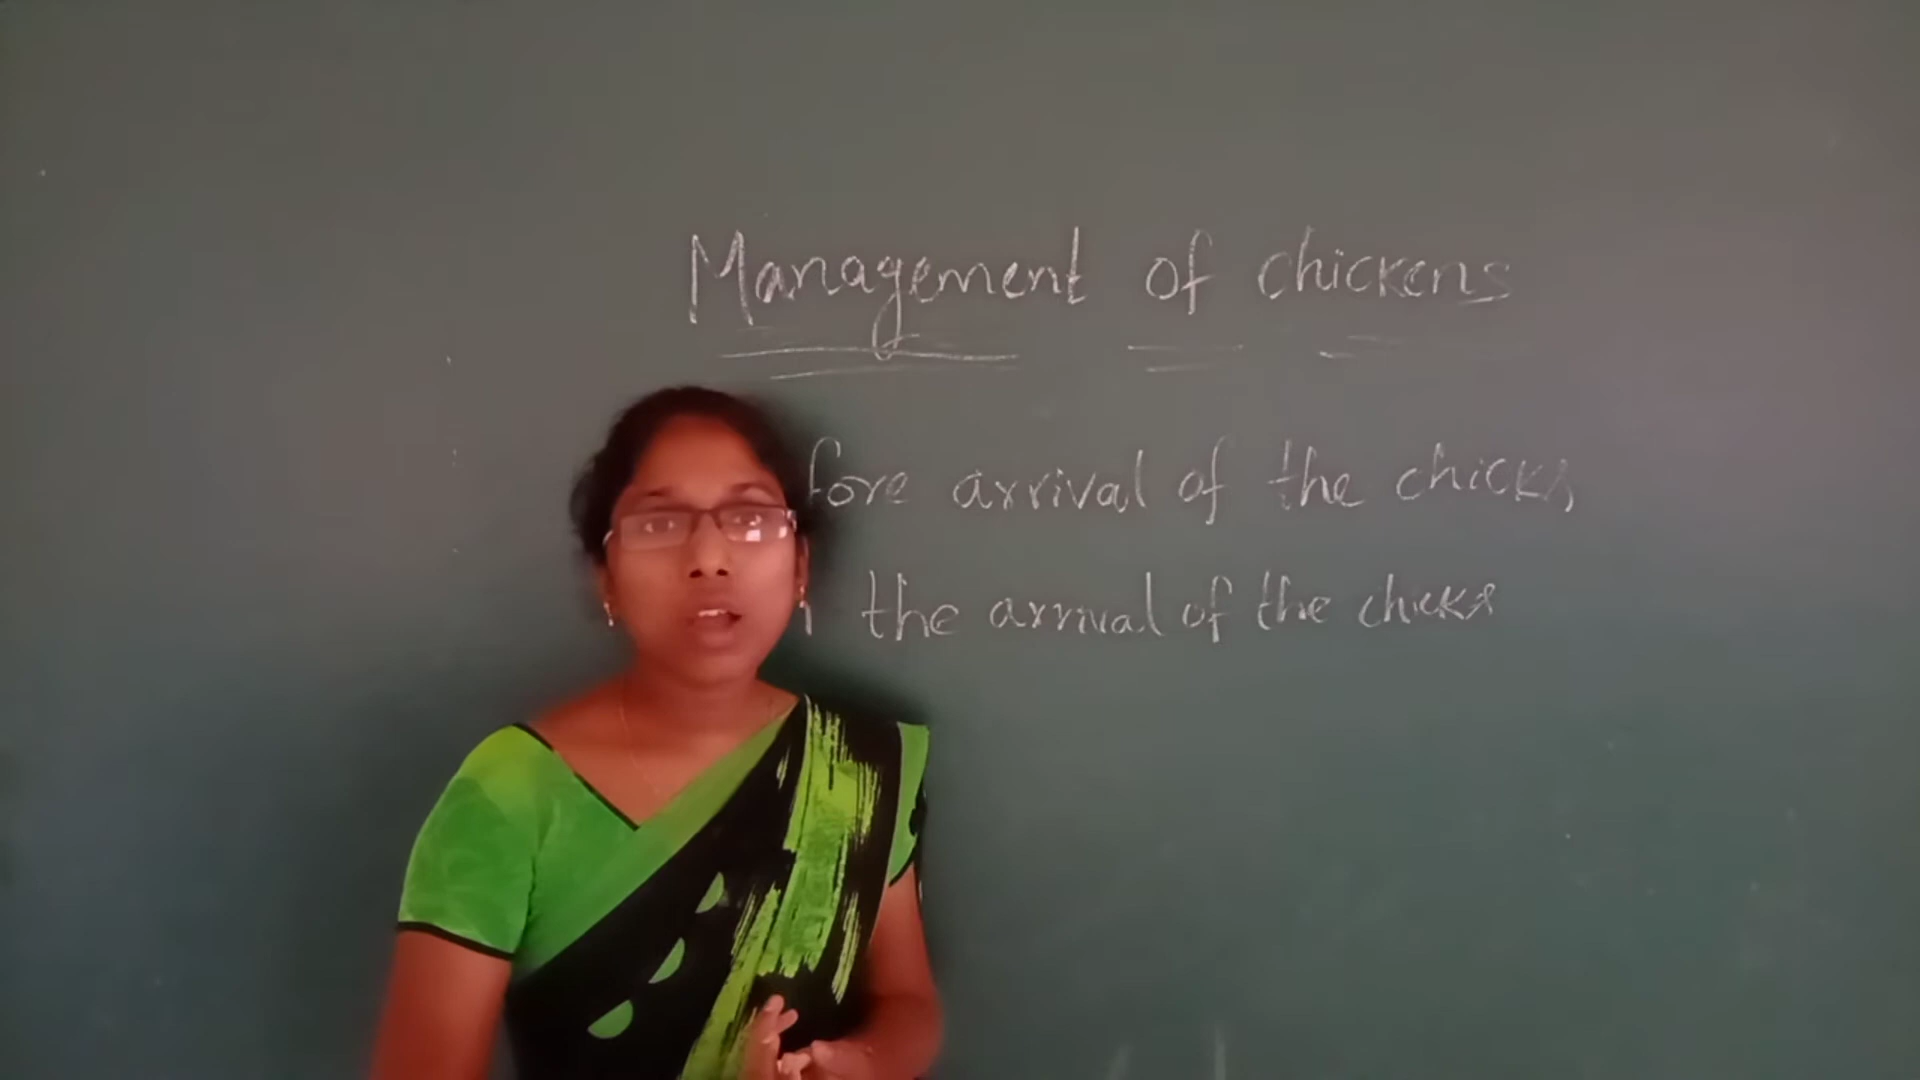 Management of chickens
fore arrival of the chicks,
the arrival of the chicks